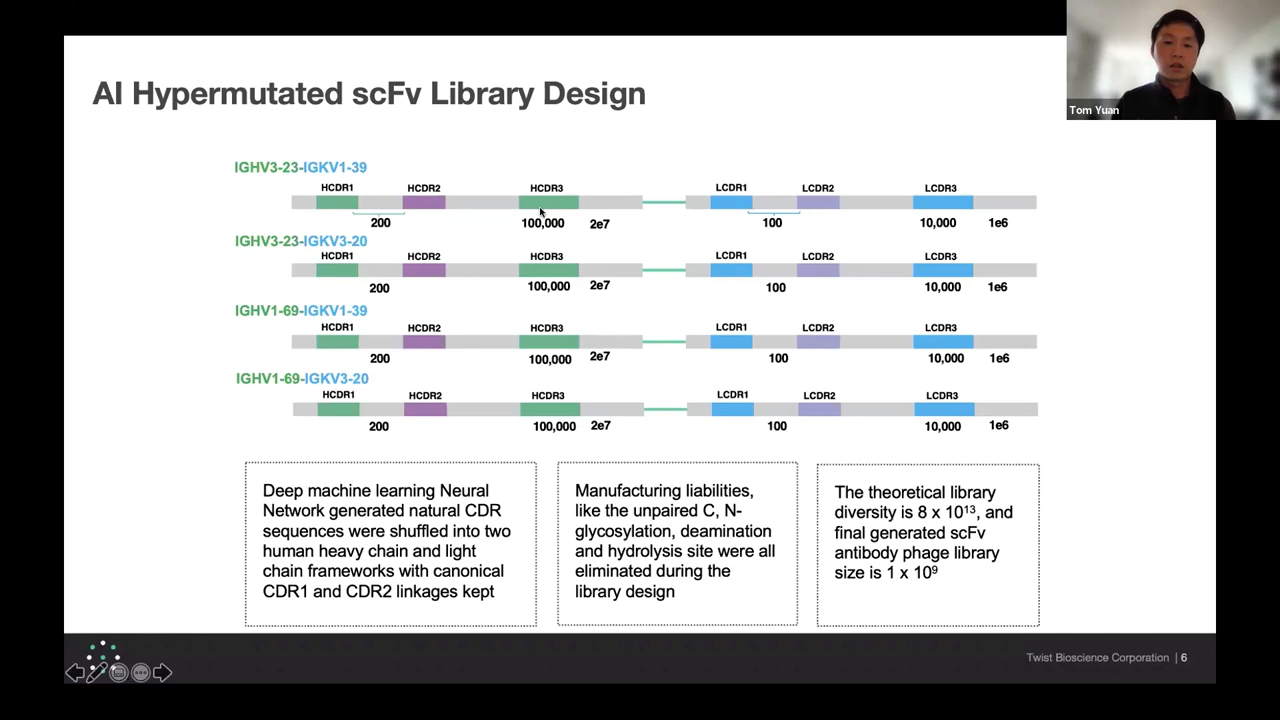 Tom Yuan
AI Hypermutated scFv Library Design
IGHV3-23-IGKV1-39
HCDR1 HCDR2 HCDR3 LCDR1 LCDR2 LCDR3
200 100,000 2e7 100 10,000 1e6
IGHV3-23-IGKV3-20
HCDR1 HCDR2 HCDR3 LCDR1 LCDR2 LCDR3
200 100,000 2e7 100 10,000 1e6
IGHV1-69-IGKV1-39
HCDR1 HCDR2 HCDR3 LCDR1 LCDR2 LCDR3
200 100,000 2e7 100 10,000 1e6
IGHV1-69-IGKV3-20
HCDR1 HCDR2 HCDR3 LCDR1 LCDR2 LCDR3
200 100,000 2e7 100 10,000 1e6
Deep machine learning Neural
Network generated natural CDR
sequences were shuffled into two
human heavy chain and light
chain frameworks with canonical
CDR1 and CDR2 linkages kept
Manufacturing liabilities,
like the unpaired C, N-
glycosylation, deamination
and hydrolysis site were all
eliminated during the
library design
The theoretical library
diversity is 8 x 10¹³, and
final generated scFv
antibody phage library
size is 1 x 10⁹
Twist Bioscience Corporation | 6